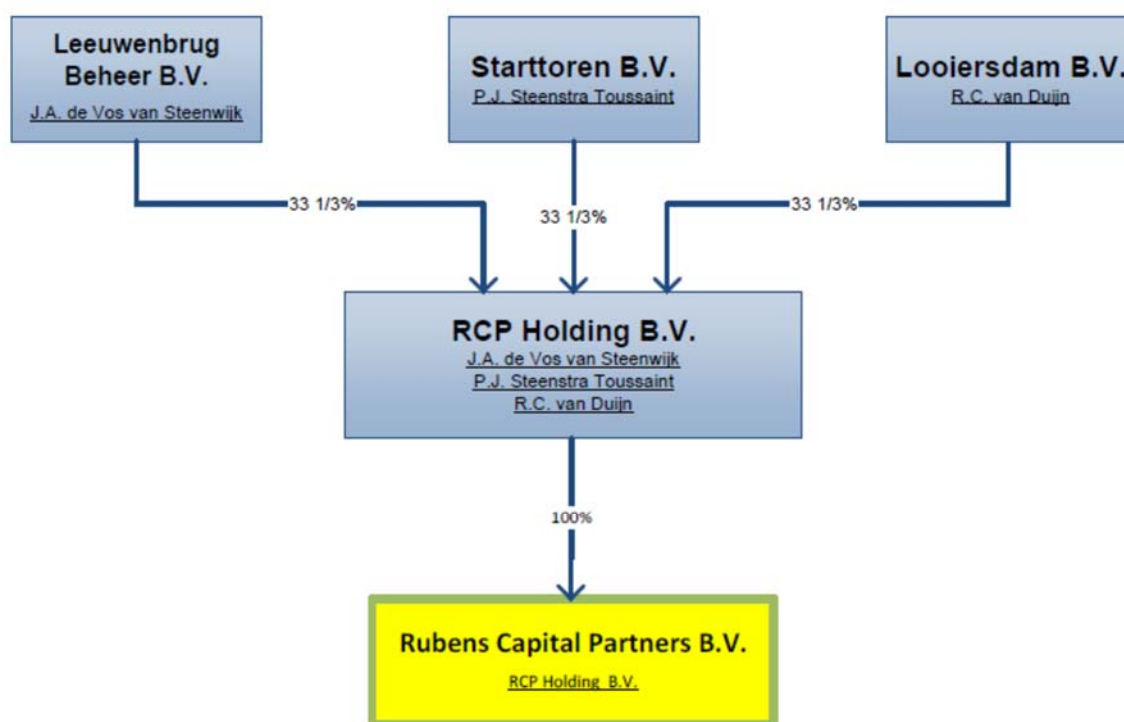 Leeuwenbrug
Beheer B.V.
J.A. de Vos van Steenwijk
Starttoren B.V.
P.J. Steenstra Toussaint
Looiersdam B.V.
R.C. van Duijn
33 1/3%
33 1/3%
33 1/3%
RCP Holding B.V.
J.A. de Vos van Steenwijk
P.J. Steenstra Toussaint
R.C. van Duijn
100%
Rubens Capital Partners B.V.
RCP Holding B.V.